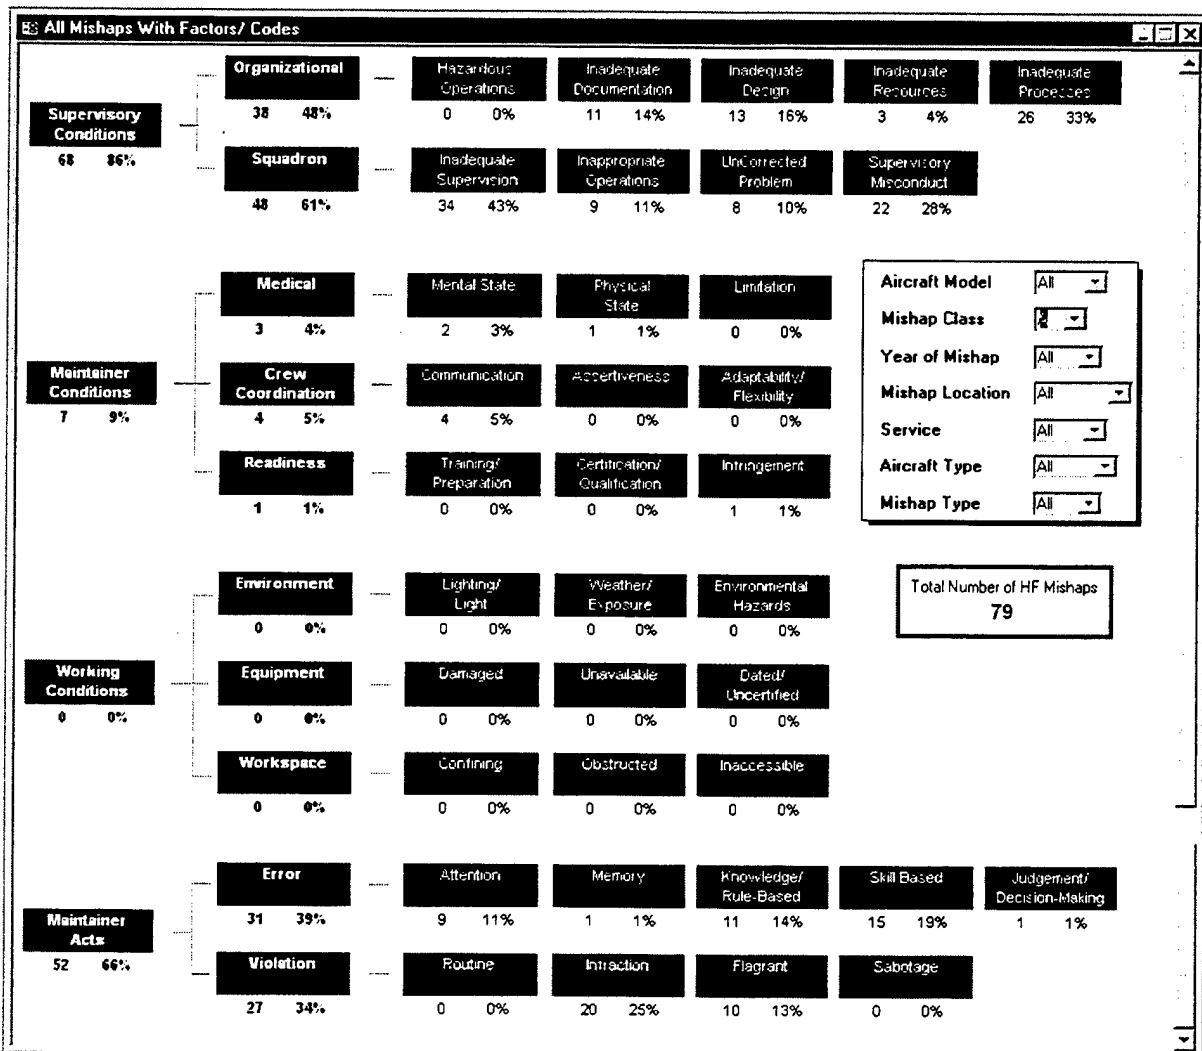 All Mishaps With Factors/ Codes
Organizational
38 48%
Hazardous
Operations
0 0%
Inadequate
Documentation
11 14%
Inadequate
Design
13 16%
Inadequate
Resources
3 4%
Inadequate
Processes
26 33%
Supervisory
Conditions
68 86%
Squadron
48 61%
Inadequate
Supervision
34 43%
Inappropriate
Operations
9 11%
UnCorrected
Problem
8 10%
Supervisory
Misconduct
22 28%
Medical
3 4%
Mental State
2 3%
Physical
State
1 1%
Limitation
0 0%
Maintainer
Conditions
7 9%
Crew
Coordination
4 5%
Communication
4 5%
Assertiveness
0 0%
Adaptability/
Flexibility
0 0%
Readiness
1 1%
Training/
Preparation
0 0%
Certification/
Qualification
0 0%
Infringement
1 1%
Aircraft Model All
Mishap Class
Year of Mishap All
Mishap Location All
Service All
Aircraft Type All
Mishap Type All
Total Number of HF Mishaps
79
Environment
0 0%
Lighting/
Light
0 0%
Weather/
Exposure
0 0%
Environmental
Hazards
0 0%
Working
Conditions
0 0%
Equipment
0 0%
Damaged
0 0%
Unavailable
0 0%
Dated/
Uncertified
0 0%
Workspace
0 0%
Confining
0 0%
Obstructed
0 0%
Inaccessible
0 0%
Error
31 39%
Attention
9 11%
Memory
1 1%
Knowledge/
Rule-Based
11 14%
Skill Based
15 19%
Judgement/
Decision-Making
1 1%
Maintainer
Acts
52 66%
Violation
27 34%
Routine
0 0%
Infraction
20 25%
Flagrant
10 13%
Sabotage
0 0%